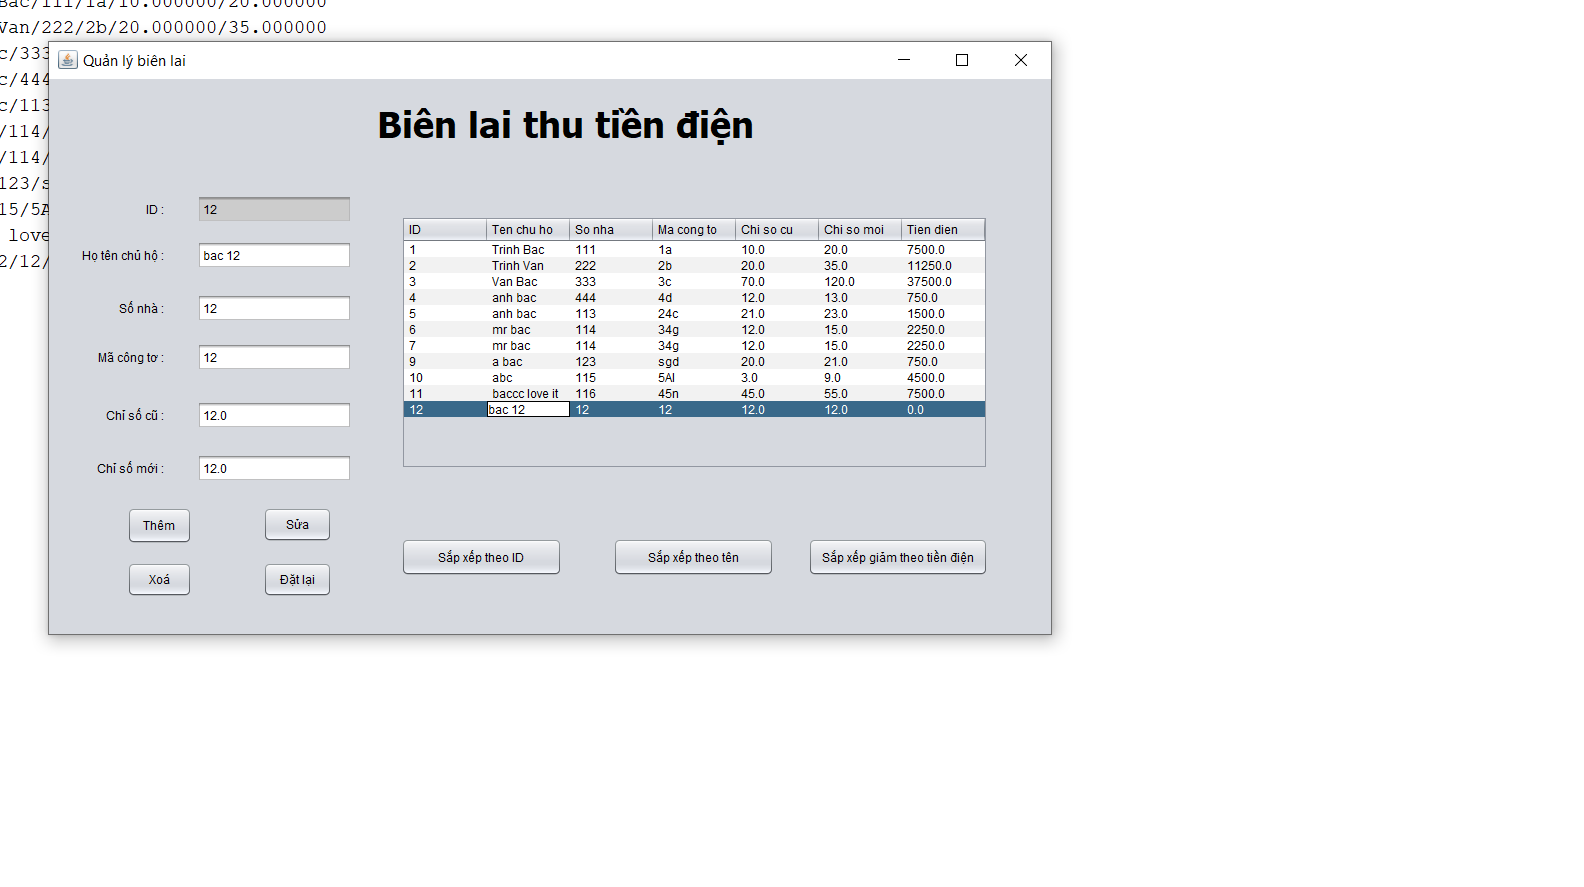 Bac/111/1a/10.000000/20.000000
Van/222/2b/20.000000/35.000000
c/333
c/444
c/113
/114/
/114/
123/s
15/5A
love
2/12/
Quản lý biên lai
Biên lai thu tiền điện
ID : 12
Họ tên chủ hộ : bac 12
Số nhà : 12
Mã công tơ : 12
Chỉ số cũ : 12.0
Chỉ số mới : 12.0
Thêm Sửa
Xoá Đặt lại
ID Ten chu ho So nha Ma cong to Chi so cu Chi so moi Tien dien
1 Trinh Bac 111 1a 10.0 20.0 7500.0
2 Trinh Van 222 2b 20.0 35.0 11250.0
3 Van Bac 333 3c 70.0 120.0 37500.0
4 anh bac 444 4d 12.0 13.0 750.0
5 anh bac 113 24c 21.0 23.0 1500.0
6 mr bac 114 34g 12.0 15.0 2250.0
7 mr bac 114 34g 12.0 15.0 2250.0
9 a bac 123 sgd 20.0 21.0 750.0
10 abc 115 5Al 3.0 9.0 4500.0
11 baccc love it 116 45n 45.0 55.0 7500.0
12 bac 12 12 12 12.0 12.0 0.0
Sắp xếp theo ID Sắp xếp theo tên Sắp xếp giảm theo tiền điện